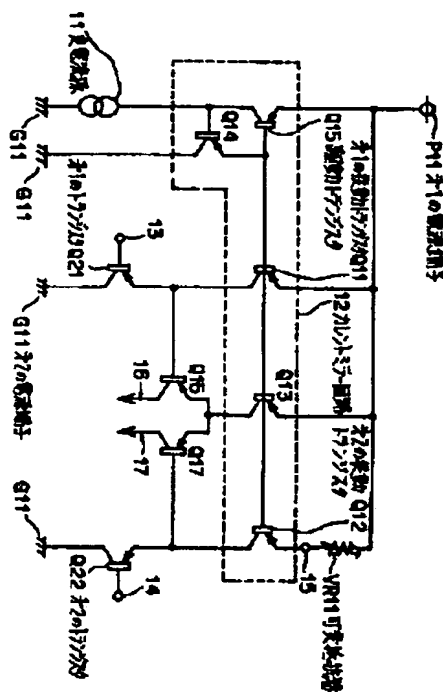 P11 オ1の電源端子
Q15 駆動トランジスタ
オ1の駆動トランジスタQ11
12 カレントミラー回路
オ2の駆動
トランジスタ Q12
VR11 可変抵抗器
Q14
Q13
15
11 定電流源
13
オ1のトランジスタQ21
Q16
Q17
16
17
14
Q22 オ2のトランジスタ
G11
G11
G11 オ2の電源端子
G11